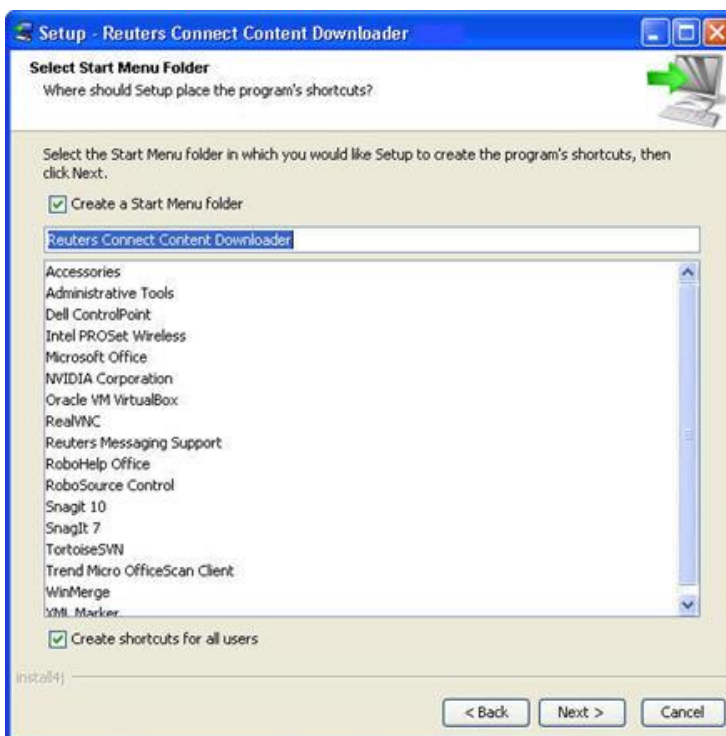 Setup - Reuters Connect Content Downloader
Select Start Menu Folder
Where should Setup place the program's shortcuts?
Select the Start Menu folder in which you would like Setup to create the program's shortcuts, then
click Next.
Create a Start Menu folder
Reuters Connect Content Downloader
Accessories
Administrative Tools
Dell ControlPoint
Intel PROSet Wireless
Microsoft Office
NVIDIA Corporation
Oracle VM VirtualBox
RealVNC
Reuters Messaging Support
RoboHelp Office
RoboSource Control
Snagit 10
SnagIt 7
TortoiseSVN
Trend Micro OfficeScan Client
WinMerge
XML Marker
Create shortcuts for all users
install4j
< Back Next > Cancel